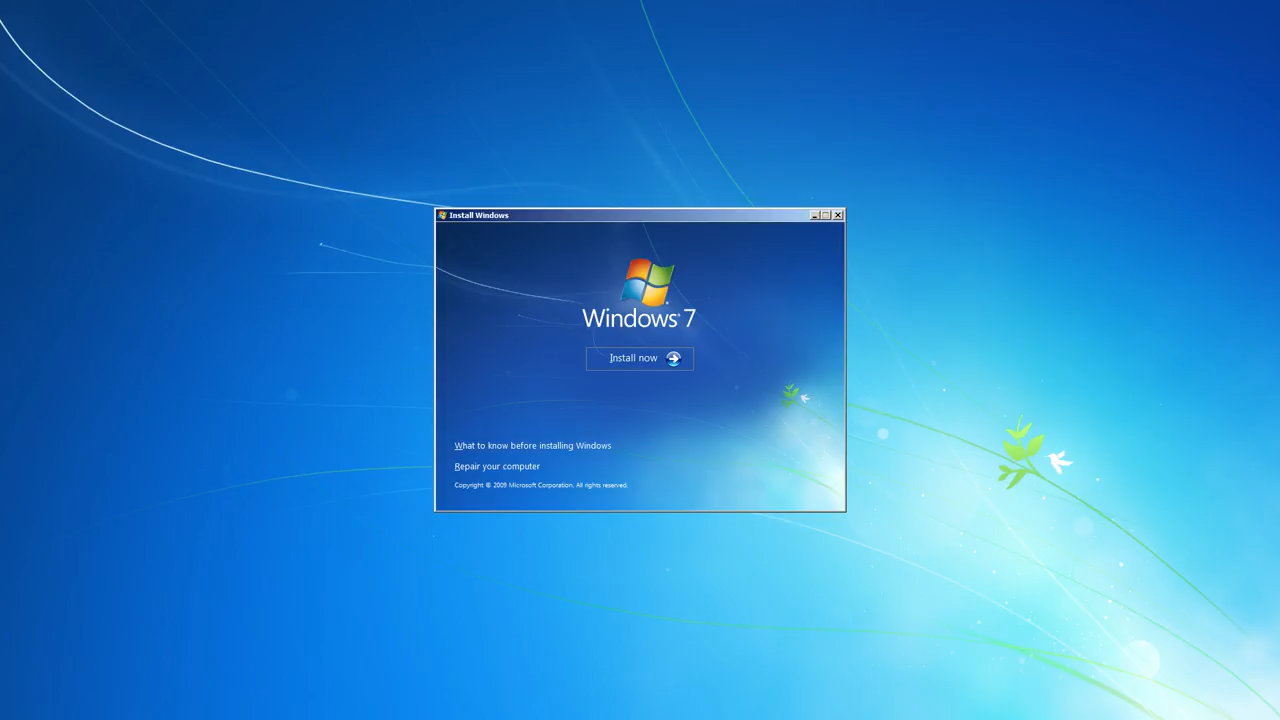 Install Windows
Windows 7
Install now
What to know before installing Windows
Repair your computer
Copyright © 2009 Microsoft Corporation. All rights reserved.